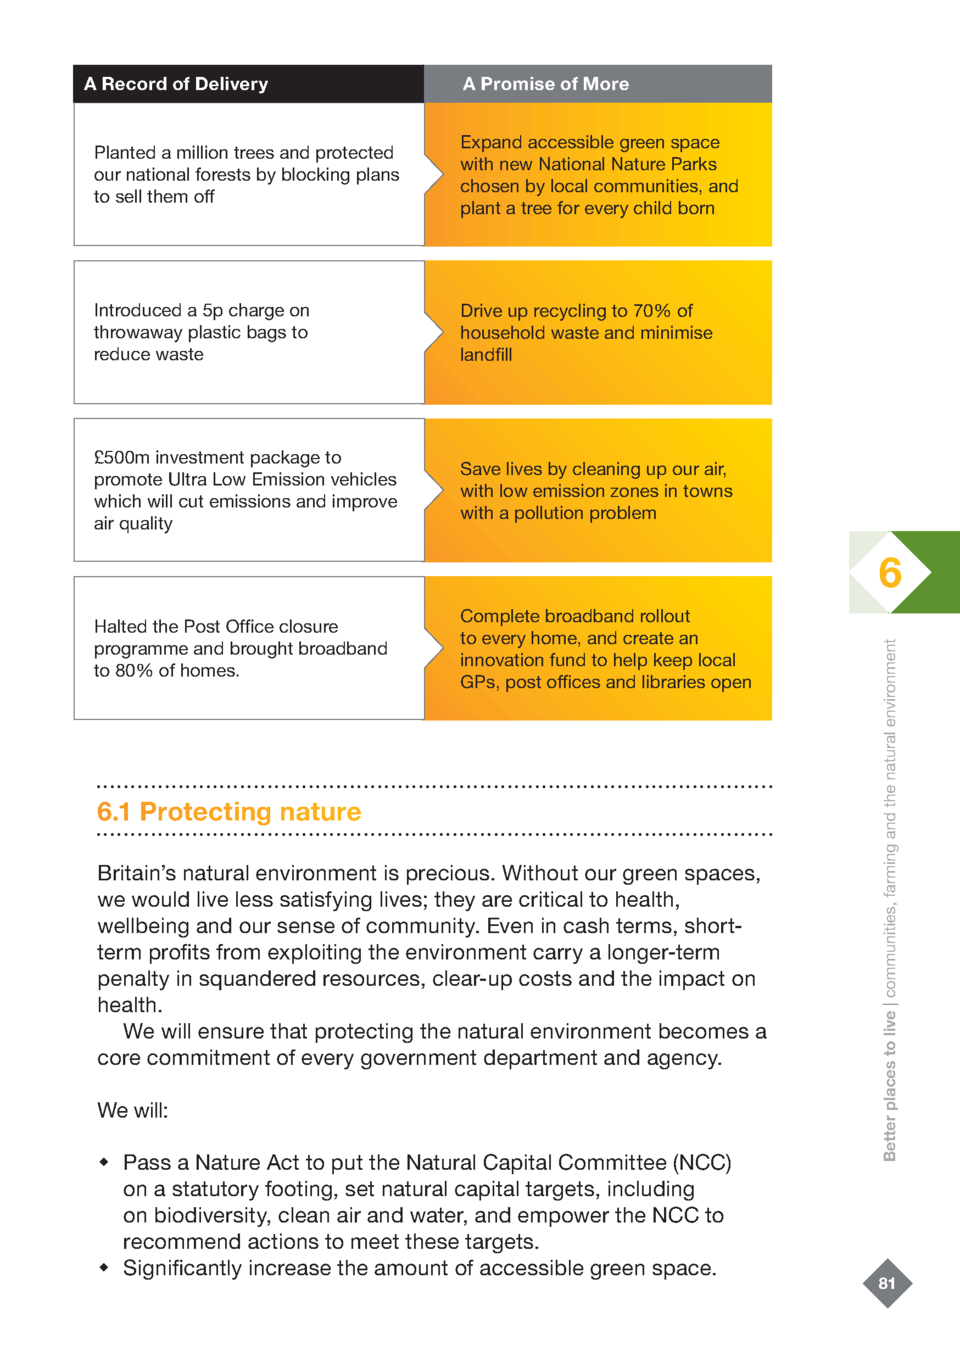 A Record of Delivery
A Promise of More
Planted a million trees and protected
our national forests by blocking plans
to sell them off
Expand accessible green space
with new National Nature Parks
chosen by local communities, and
plant a tree for every child born
Introduced a 5p charge on
throwaway plastic bags to
reduce waste
Drive up recycling to 70% of
household waste and minimise
landfill
£500m investment package to
promote Ultra Low Emission vehicles
which will cut emissions and improve
air quality
Save lives by cleaning up our air,
with low emission zones in towns
with a pollution problem
Halted the Post Office closure
programme and brought broadband
to 80% of homes.
Complete broadband rollout
to every home, and create an
innovation fund to help keep local
GPs, post offices and libraries open
6.1 Protecting nature
Britain’s natural environment is precious. Without our green spaces,
we would live less satisfying lives; they are critical to health,
wellbeing and our sense of community. Even in cash terms, short-
term profits from exploiting the environment carry a longer-term
penalty in squandered resources, clear-up costs and the impact on
health.
We will ensure that protecting the natural environment becomes a
core commitment of every government department and agency.
We will:
◆ Pass a Nature Act to put the Natural Capital Committee (NCC)
on a statutory footing, set natural capital targets, including
on biodiversity, clean air and water, and empower the NCC to
recommend actions to meet these targets.
◆ Significantly increase the amount of accessible green space.
6
Better places to live | communities, farming and the natural environment
81